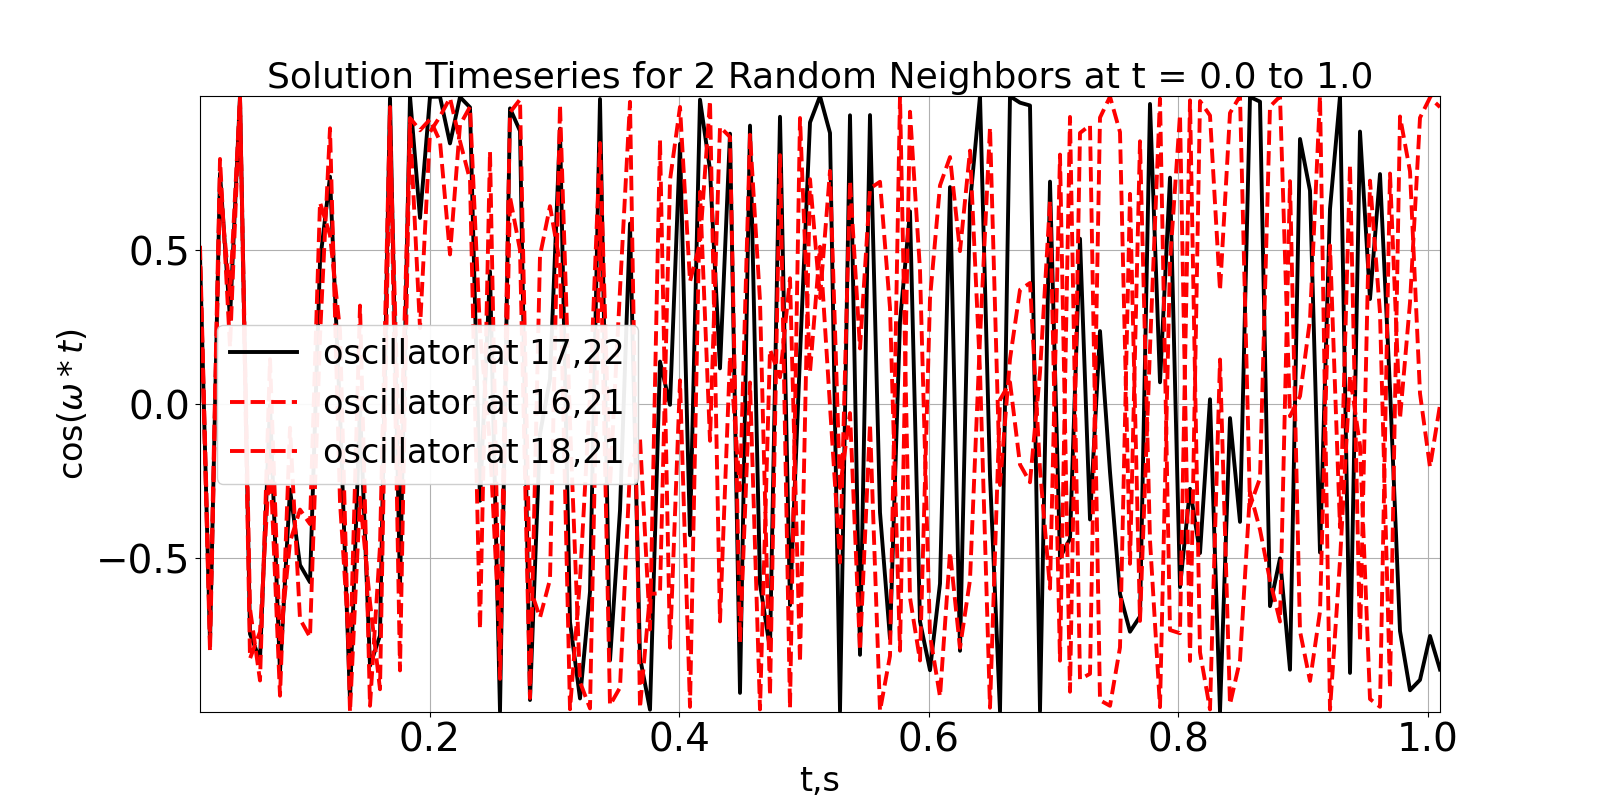 Solution Timeseries for 2 Random Neighbors at t = 0.0 to 1.0
cos(ω * t)
0.5
0.0
−0.5
oscillator at 17,22
oscillator at 16,21
oscillator at 18,21
0.2 0.4 0.6 0.8 1.0
t,s